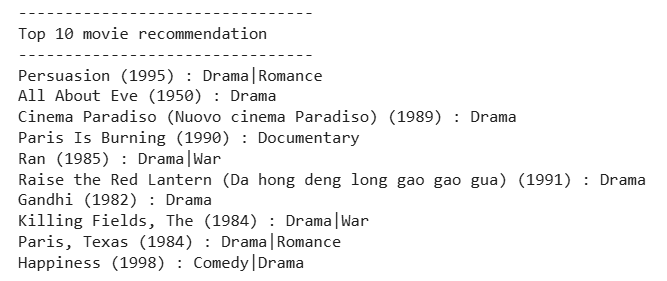 --------------------------------
Top 10 movie recommendation
--------------------------------
Persuasion (1995) : Drama|Romance
All About Eve (1950) : Drama
Cinema Paradiso (Nuovo cinema Paradiso) (1989) : Drama
Paris Is Burning (1990) : Documentary
Ran (1985) : Drama|War
Raise the Red Lantern (Da hong deng long gao gao gua) (1991) : Drama
Gandhi (1982) : Drama
Killing Fields, The (1984) : Drama|War
Paris, Texas (1984) : Drama|Romance
Happiness (1998) : Comedy|Drama